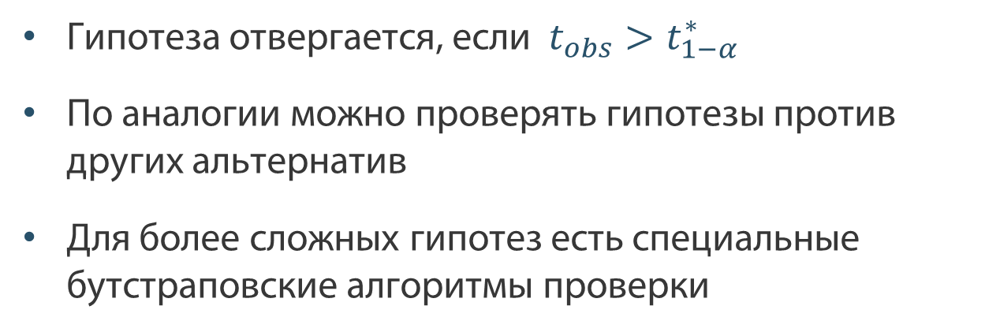 • Гипотеза отвергается, если $t_{obs} > t^*_{1-\alpha}$
• По аналогии можно проверять гипотезы против
других альтернатив
• Для более сложных гипотез есть специальные
бутстраповские алгоритмы проверки